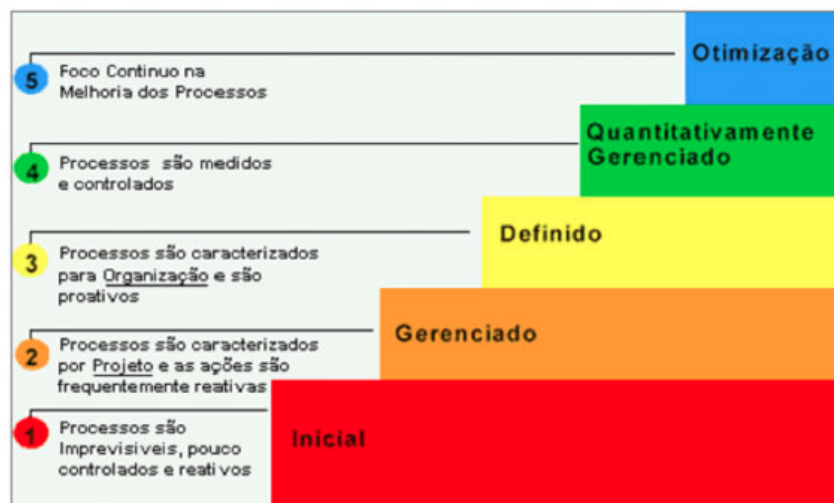 Otimização
5
Foco Continuo na
Melhoria dos Processos
Quantitativamente
Gerenciado
4
Processos são medidos
e controlados
Definido
3
Processos são caracterizados
para Organização e são
proativos
Gerenciado
2
Processos são caracterizados
por Projeto e as ações são
frequentemente reativas
Inicial
1
Processos são
Imprevisiveis, pouco
controlados e reativos